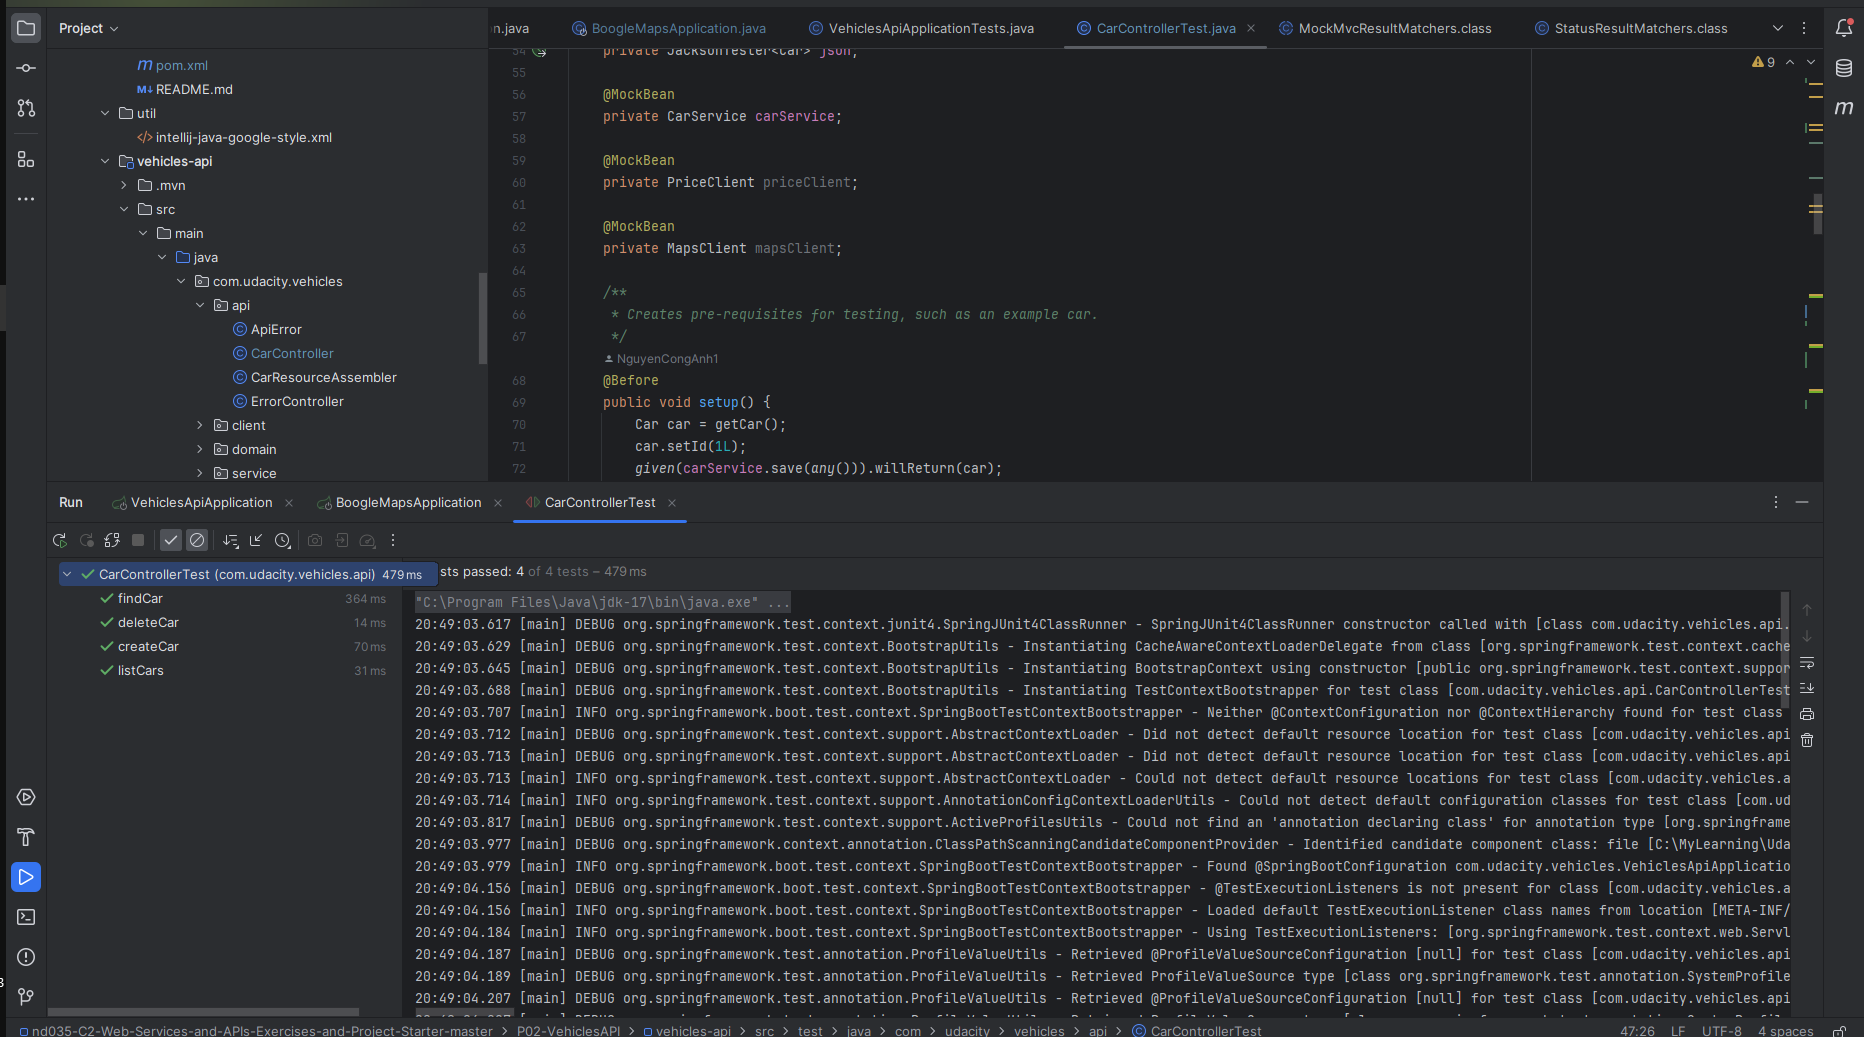 Project
n.java
BoogleMapsApplication.java
VehiclesApiApplicationTests.java
CarControllerTest.java
MockMvcResultMatchers.class
StatusResultMatchers.class
pom.xml
README.md
util
intellij-java-google-style.xml
vehicles-api
.mvn
src
main
java
com.udacity.vehicles
api
ApiError
CarController
CarResourceAssembler
ErrorController
client
domain
service
9
54 private JacksonTester<Car> json;
55
56 @MockBean
57 private CarService carService;
58
59 @MockBean
60 private PriceClient priceClient;
61
62 @MockBean
63 private MapsClient mapsClient;
64
65 /**
66 * Creates pre-requisites for testing, such as an example car.
67 */
NguyenCongAnh1
68 @Before
69 public void setup() {
70 Car car = getCar();
71 car.setId(1L);
72 given(carService.save(any())).willReturn(car);
Run
VehiclesApiApplication
BoogleMapsApplication
CarControllerTest
CarControllerTest (com.udacity.vehicles.api) 479 ms
findCar 364 ms
deleteCar 14 ms
createCar 70 ms
listCars 31 ms
sts passed: 4 of 4 tests – 479 ms
"C:\Program Files\Java\jdk-17\bin\java.exe" ...
20:49:03.617 [main] DEBUG org.springframework.test.context.junit4.SpringJUnit4ClassRunner - SpringJUnit4ClassRunner constructor called with [class com.udacity.vehicles.api.
20:49:03.629 [main] DEBUG org.springframework.test.context.BootstrapUtils - Instantiating CacheAwareContextLoaderDelegate from class [org.springframework.test.context.cache
20:49:03.645 [main] DEBUG org.springframework.test.context.BootstrapUtils - Instantiating BootstrapContext using constructor [public org.springframework.test.context.suppor
20:49:03.688 [main] DEBUG org.springframework.test.context.BootstrapUtils - Instantiating TestContextBootstrapper for test class [com.udacity.vehicles.api.CarControllerTest
20:49:03.707 [main] INFO org.springframework.boot.test.context.SpringBootTestContextBootstrapper - Neither @ContextConfiguration nor @ContextHierarchy found for test class
20:49:03.712 [main] DEBUG org.springframework.test.context.support.AbstractContextLoader - Did not detect default resource location for test class [com.udacity.vehicles.api
20:49:03.713 [main] DEBUG org.springframework.test.context.support.AbstractContextLoader - Did not detect default resource location for test class [com.udacity.vehicles.api
20:49:03.713 [main] INFO org.springframework.test.context.support.AbstractContextLoader - Could not detect default resource locations for test class [com.udacity.vehicles.a
20:49:03.714 [main] INFO org.springframework.test.context.support.AnnotationConfigContextLoaderUtils - Could not detect default configuration classes for test class [com.ud
20:49:03.817 [main] DEBUG org.springframework.test.context.support.ActiveProfilesUtils - Could not find an 'annotation declaring class' for annotation type [org.springframe
20:49:03.977 [main] DEBUG org.springframework.context.annotation.ClassPathScanningCandidateComponentProvider - Identified candidate component class: file [C:\MyLearning\Uda
20:49:03.979 [main] INFO org.springframework.boot.test.context.SpringBootTestContextBootstrapper - Found @SpringBootConfiguration com.udacity.vehicles.VehiclesApiApplicatio
20:49:04.156 [main] DEBUG org.springframework.boot.test.context.SpringBootTestContextBootstrapper - @TestExecutionListeners is not present for class [com.udacity.vehicles.a
20:49:04.156 [main] INFO org.springframework.boot.test.context.SpringBootTestContextBootstrapper - Loaded default TestExecutionListener class names from location [META-INF/
20:49:04.184 [main] INFO org.springframework.boot.test.context.SpringBootTestContextBootstrapper - Using TestExecutionListeners: [org.springframework.test.context.web.Servl
20:49:04.187 [main] DEBUG org.springframework.test.annotation.ProfileValueUtils - Retrieved @ProfileValueSourceConfiguration [null] for test class [com.udacity.vehicles.api
20:49:04.189 [main] DEBUG org.springframework.test.annotation.ProfileValueUtils - Retrieved ProfileValueSource type [class org.springframework.test.annotation.SystemProfile
20:49:04.207 [main] DEBUG org.springframework.test.annotation.ProfileValueUtils - Retrieved @ProfileValueSourceConfiguration [null] for test class [com.udacity.vehicles.api
nd035-C2-Web-Services-and-APIs-Exercises-and-Project-Starter-master > P02-VehiclesAPI > vehicles-api > src > test > java > com > udacity > vehicles > api > CarControllerTest
47:26 LF UTF-8 4 spaces